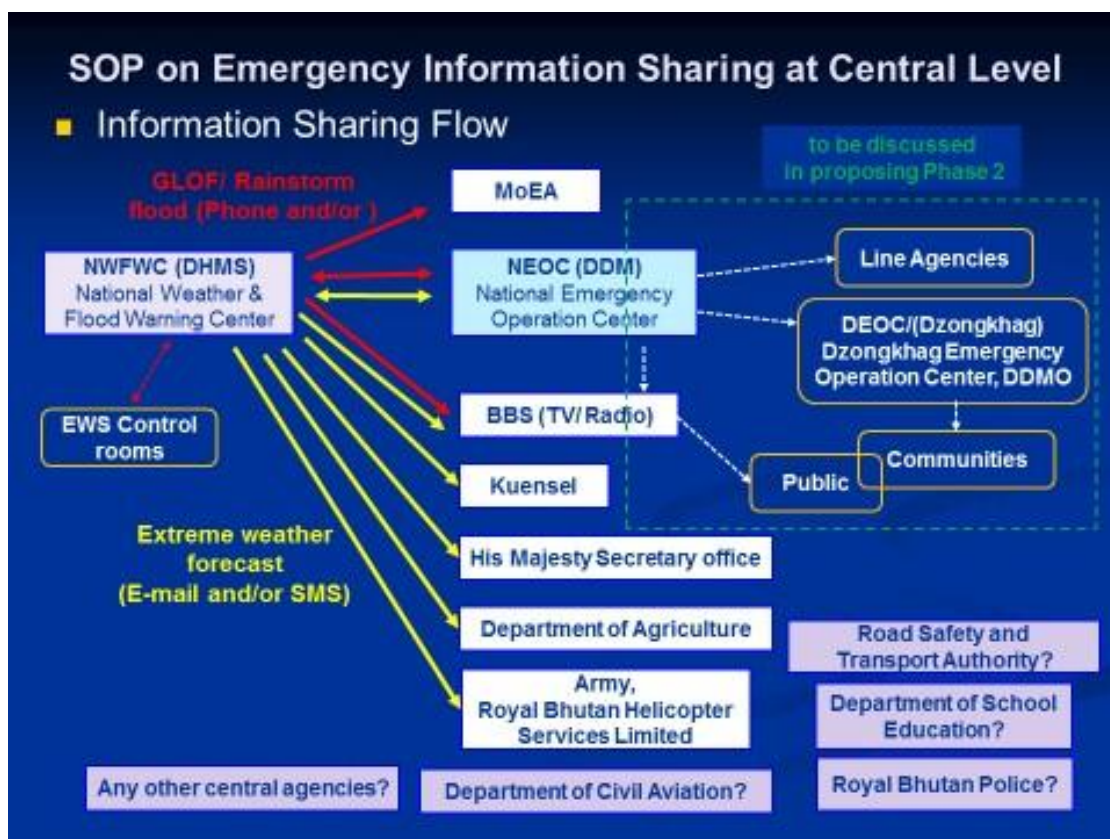 SOP on Emergency Information Sharing at Central Level
Information Sharing Flow
to be discussed
in proposing Phase 2
GLOF/ Rainstorm
flood (Phone and/or )
MoEA
NWFWC (DHMS)
National Weather &
Flood Warning Center
NEOC (DDM)
National Emergency
Operation Center
Line Agencies
DEOC/(Dzongkhag)
Dzongkhag Emergency
Operation Center, DDMO
EWS Control
rooms
BBS (TV/Radio)
Communities
Public
Kuensel
Extreme weather
forecast
(E-mail and/or SMS)
His Majesty Secretary office
Department of Agriculture
Road Safety and
Transport Authority?
Army,
Royal Bhutan Helicopter
Services Limited
Department of School
Education?
Any other central agencies?
Department of Civil Aviation?
Royal Bhutan Police?